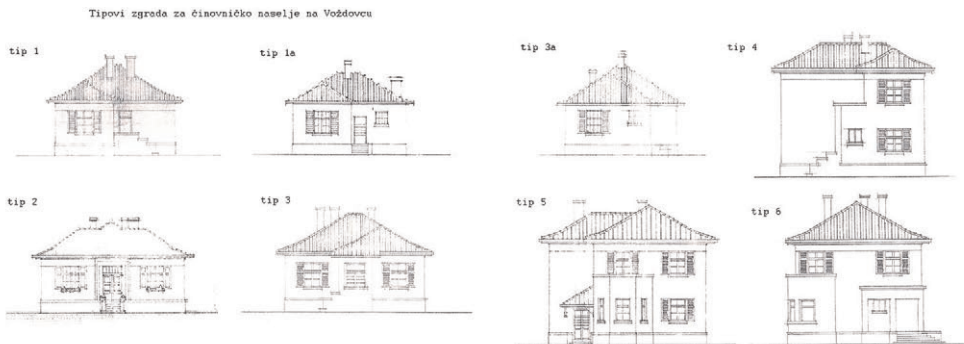 Tipovi zgrada za činovničko naselje na Voždovcu
tip 1
tip 1a
tip 3a
tip 4
tip 2
tip 3
tip 5
tip 6